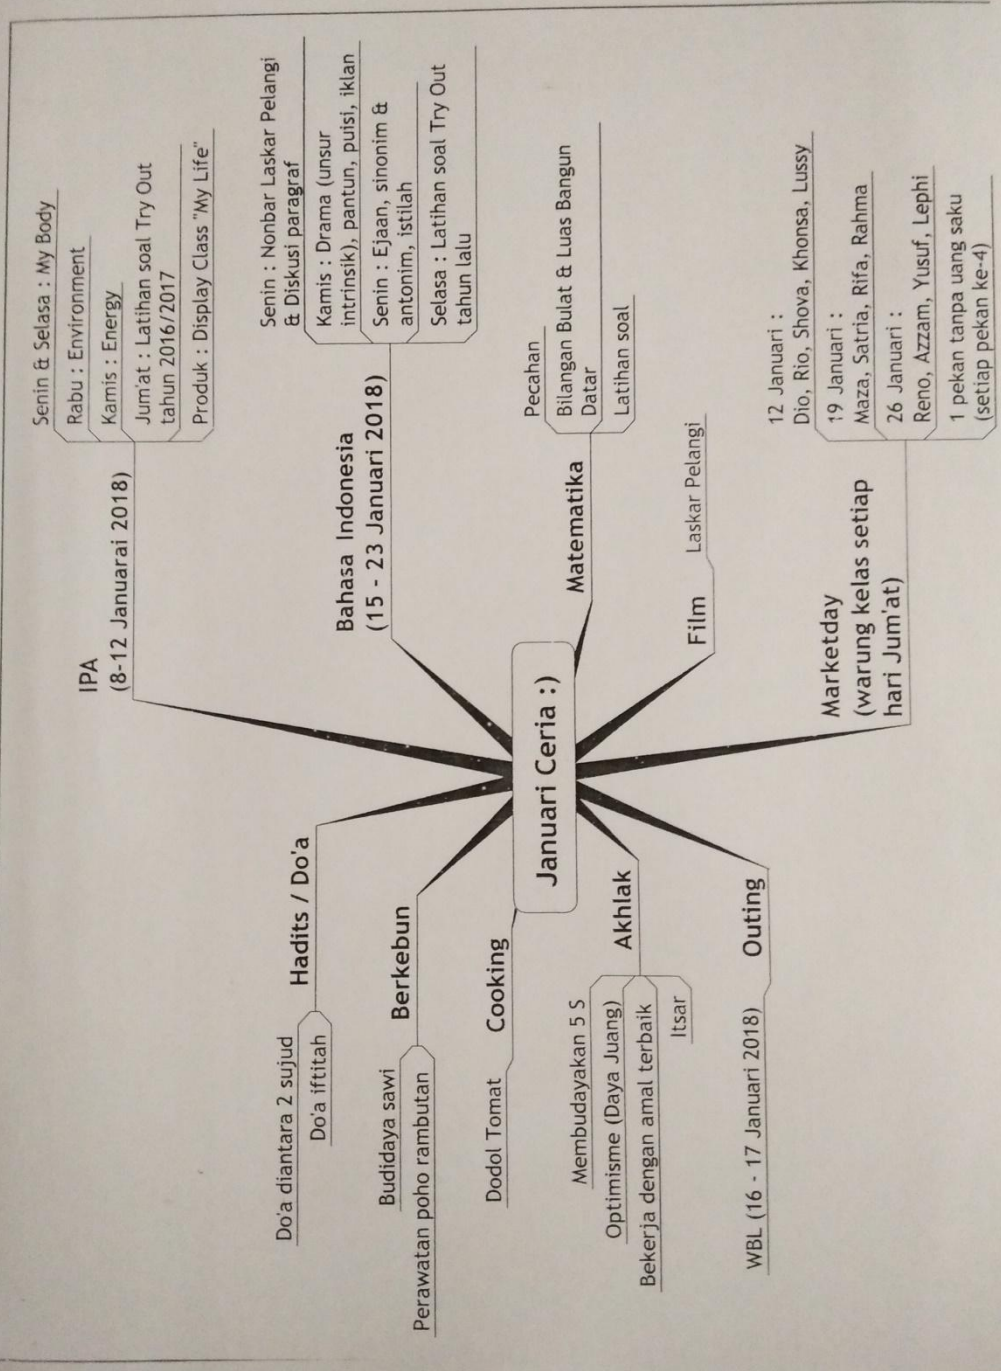 Januari Ceria :)
IPA
(8-12 Januarai 2018)
Senin & Selasa : My Body
Rabu : Environment
Kamis : Energy
Jum'at : Latihan soal Try Out
tahun 2016/2017
Produk : Display Class "My Life"
Bahasa Indonesia
(15 - 23 Januari 2018)
Senin : Nonbar Laskar Pelangi
& Diskusi paragraf
Kamis : Drama (unsur
intrinsik), pantun, puisi, iklan
Senin : Ejaan, sinonim &
antonim, istilah
Selasa : Latihan soal Try Out
tahun lalu
Matematika
Pecahan
Bilangan Bulat & Luas Bangun
Datar
Latihan soal
Film
Laskar Pelangi
Marketday
(warung kelas setiap
hari Jum'at)
12 Januari :
Dio, Rio, Shova, Khonsa, Lussy
19 Januari :
Maza, Satria, Rifa, Rahma
26 Januari :
Reno, Azzam, Yusuf, Lephi
1 pekan tanpa uang saku
(setiap pekan ke-4)
Hadits / Do'a
Do'a diantara 2 sujud
Do'a iftitah
Berkebun
Budidaya sawi
Perawatan poho rambutan
Cooking
Dodol Tomat
Akhlak
Membudayakan 5 S
Optimisme (Daya Juang)
Bekerja dengan amal terbaik
Itsar
Outing
WBL (16 - 17 Januari 2018)